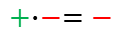 + · − = −